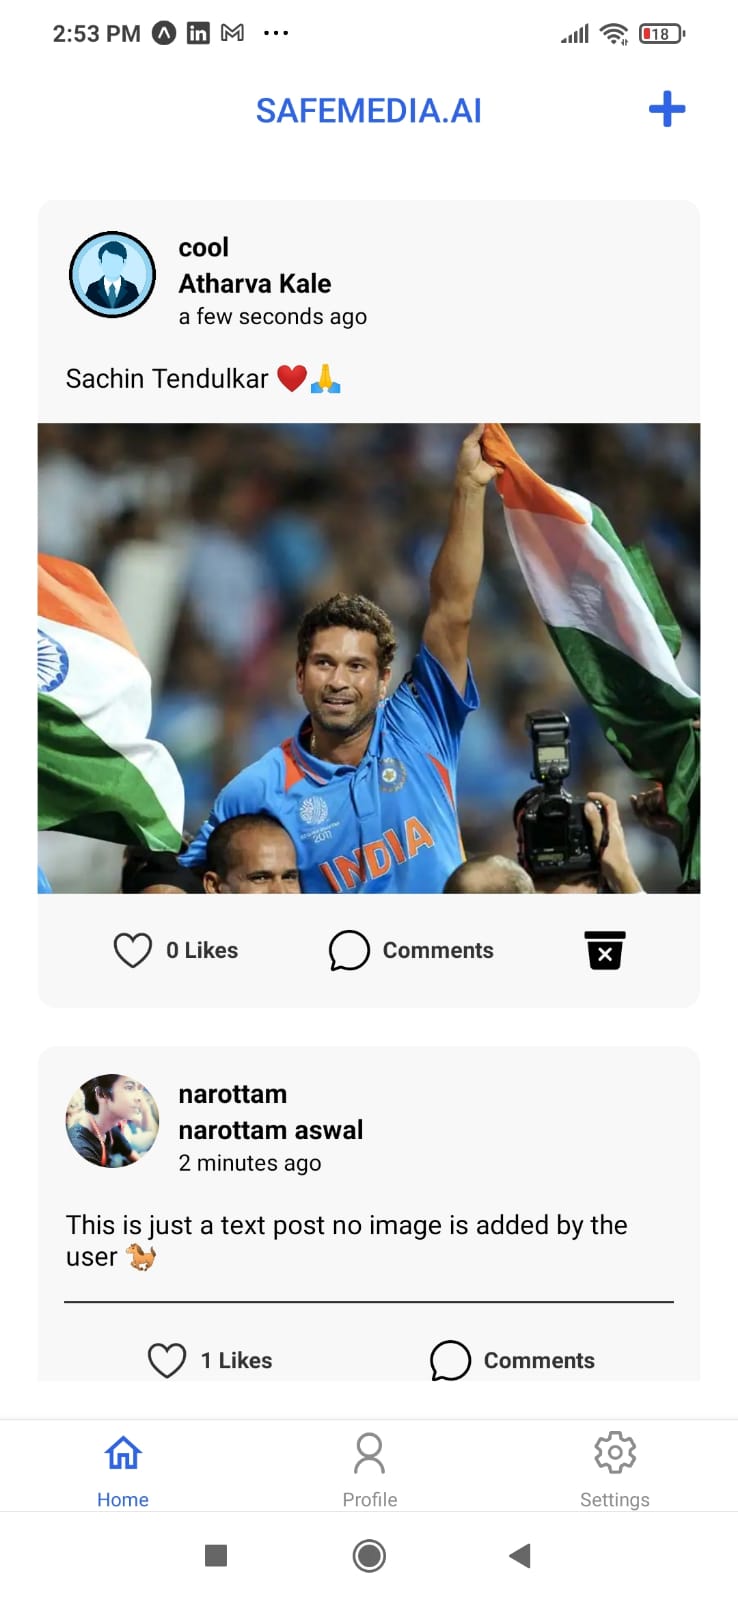 2:53 PM
18
SAFEMEDIA.AI
cool
Atharva Kale
a few seconds ago
Sachin Tendulkar ❤️🙏
2011
INDIA
0 Likes
Comments
narottam
narottam aswal
2 minutes ago
This is just a text post no image is added by the
user 🐎
1 Likes
Comments
Home
Profile
Settings